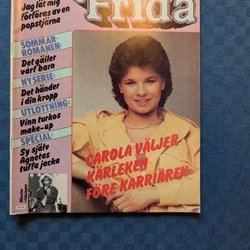 Jag lät mig
förföras av en
popstjärna
Frida
SOMMAR-
ROMANEN:
Det gäller
vårt barn
NY SERIE:
Det händer
i din kropp
UTLOTTNING:
Vinn turkos
make-up
SPECIAL:
Sy själv
Agnetas
tuffa jacka
CAROLA VÄLJER
KÄRLEKEN
FÖRE KARRIÄREN